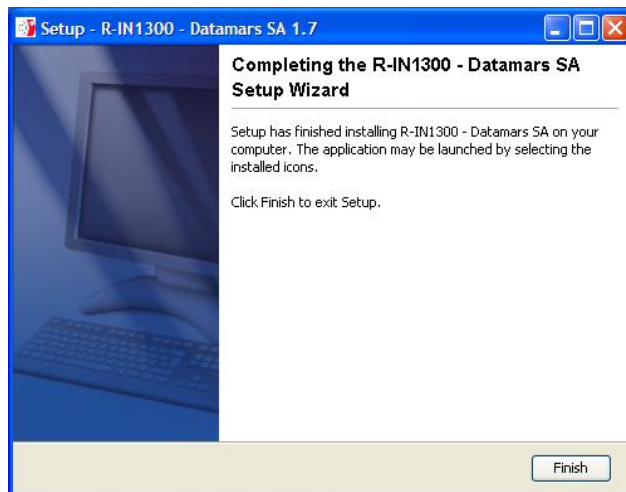 Setup - R-IN1300 - Datamars SA 1.7
Completing the R-IN1300 - Datamars SA
Setup Wizard
Setup has finished installing R-IN1300 - Datamars SA on your
computer. The application may be launched by selecting the
installed icons.
Click Finish to exit Setup.
Finish